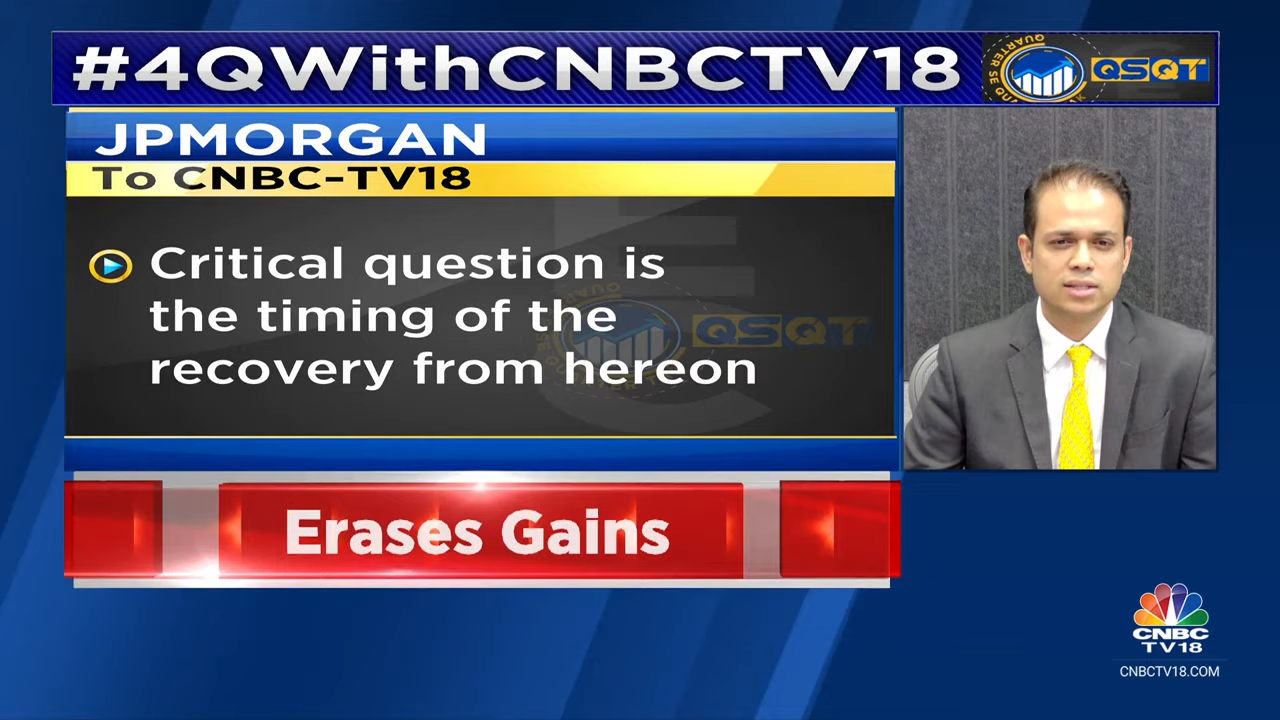 #4QWithCNBCTV18
QSQT
JPMORGAN
To CNBC-TV18
Critical question is
the timing of the
recovery from hereon
QSQT
Erases Gains
CNBC
TV18
CNBCTV18.COM